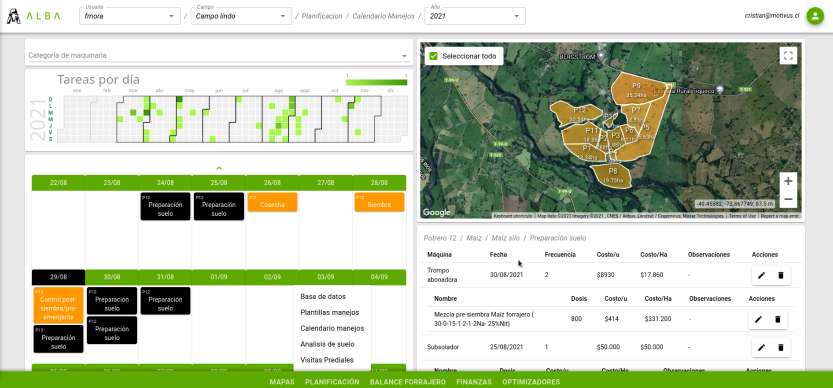 ALBA
Usuario
fmora
/
Campo
Campo lindo
/ Planificacion / Calendario Manejos /
Año
2021
cristian@motivus.cl
Categoría de maquinaria
Tareas por día
1
4
ene feb mar abr may jun jul ago sep oct nov dic
2021
D
L
M
M
J
V
S
22/08 23/08 24/08 25/08 26/08 27/08 28/08
P12
Preparación
suelo
P12
Preparación
suelo
P11
Cosecha
P12
Siembra
29/08 30/08 31/08 01/09 02/09 03/09 04/09
P12
Control post-
siembra/pre-
emergente
P12
Preparación
suelo
P12
Preparación
suelo
P12
Preparación
suelo
P12
Preparación
suelo
Base de datos
Plantillas manejos
Calendario manejos
Analisis de suelo
Visitas Prediales
Seleccionar todo
BERGSTROM
P9
P12
P10
P7
P11
P6
P5
P3
P1
P8
19.76ha
-40.45582, -72.867749, 87.5 m
Google
Keyboard shortcuts | Map data ©2021 Imagery ©2021 , CNES / Airbus, Landsat / Copernicus, Maxar Technologies | Terms of Use | Report a map error
Potrero 12 / Maíz / Maíz silo / Preparación suelo
Máquina Fecha Frecuencia Costo/u Costo/Ha Observaciones Acciones
Trompo
abonadora
30/08/2021 2 $8930 $17.860 -
Nombre Dosis Costo/u Costo/Ha Observaciones Acciones
Mezcla pre-siembra Maíz forrajero (
30-0-15-1-2-1-2Na- 25%Nit)
800 $414 $331.200 -
Subsolador 25/08/2021 1 $50.000 $50.000 -
Nombre Dosis Costo/u Costo/Ha Observaciones Acciones
MAPAS PLANIFICACIÓN BALANCE FORRAJERO FINANZAS OPTIMIZADORES